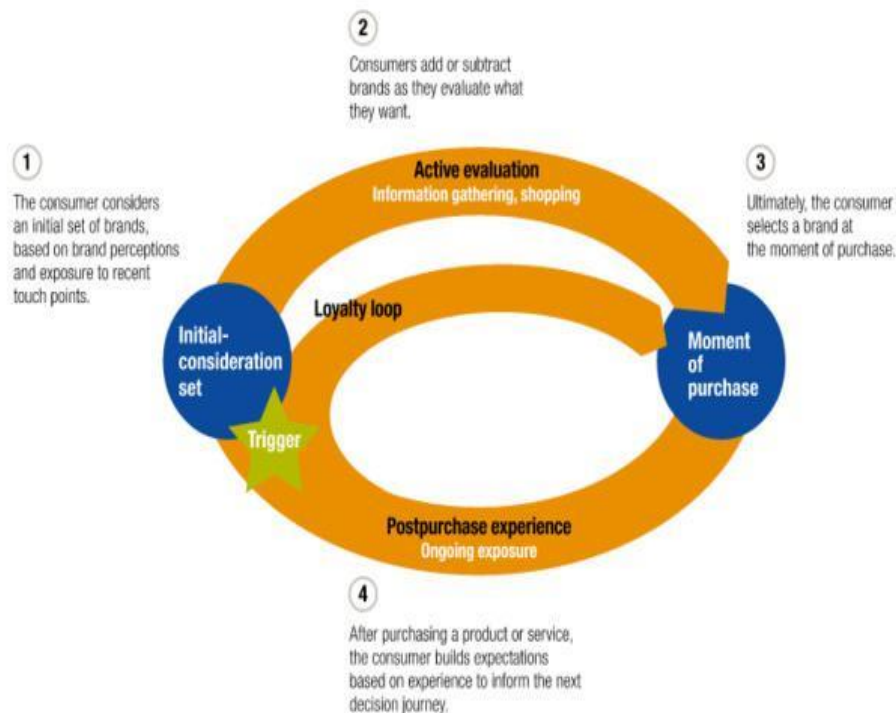 2
Consumers add or subtract
brands as they evaluate what
they want.
1
The consumer considers
an initial set of brands,
based on brand perceptions
and exposure to recent
touch points.
Active evaluation
Information gathering, shopping
3
Ultimately, the consumer
selects a brand at
the moment of purchase.
Loyalty loop
Initial-
consideration
set
Moment
of
purchase
Trigger
Postpurchase experience
Ongoing exposure
4
After purchasing a product or service,
the consumer builds expectations
based on experience to inform the next
decision journey.